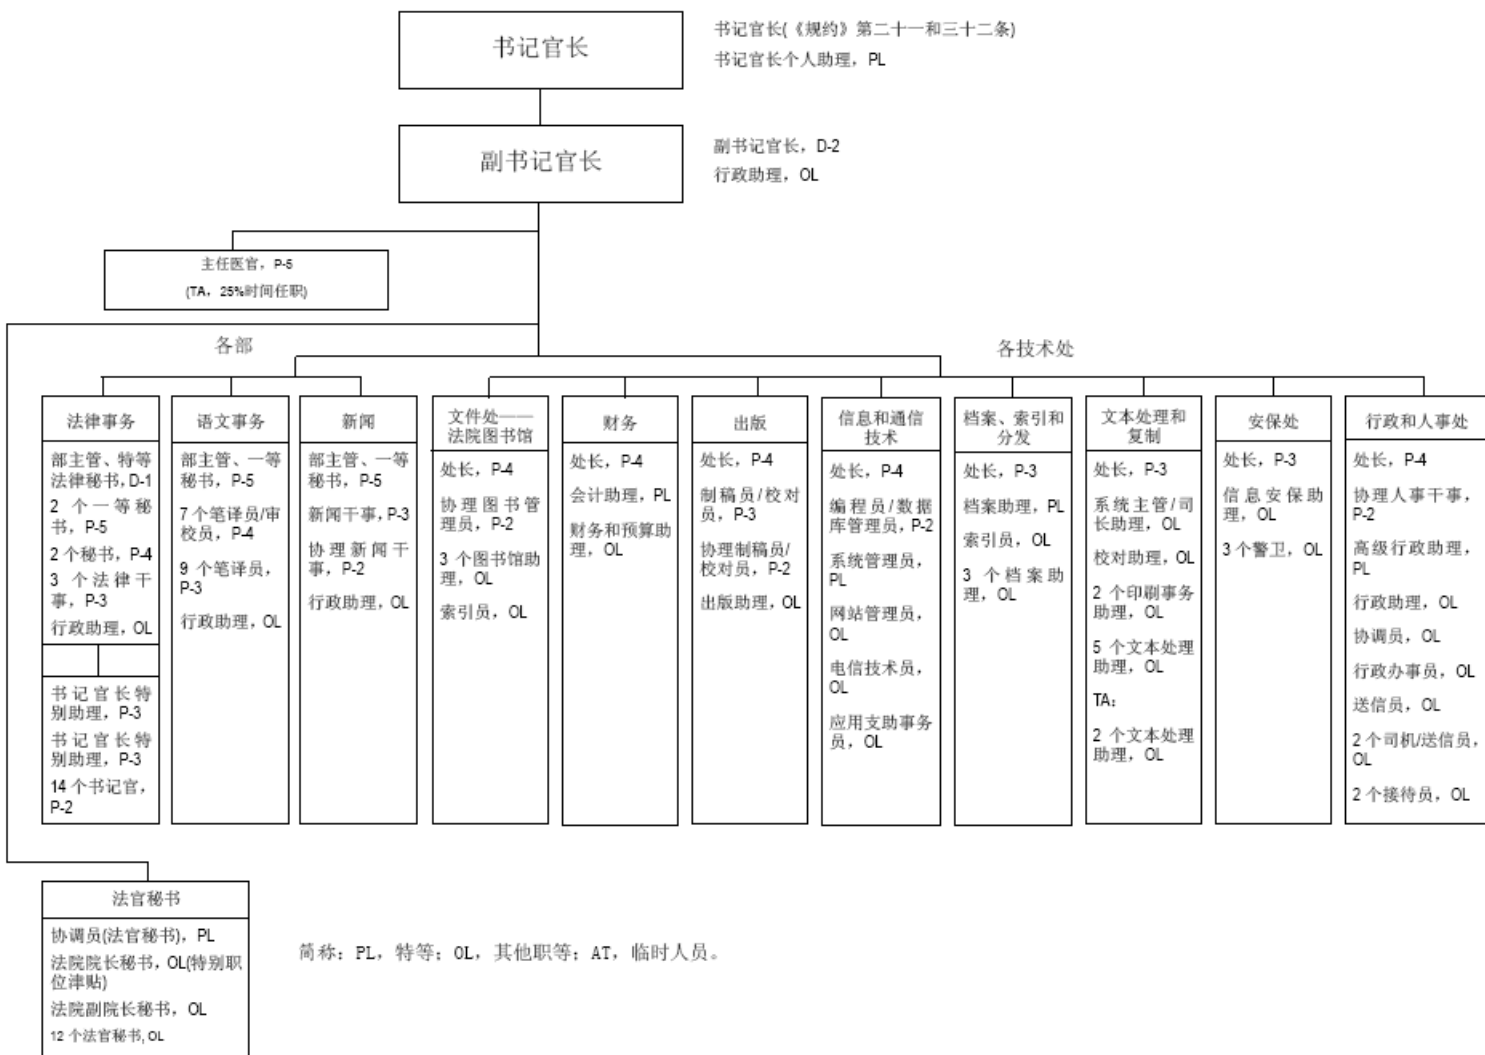 书记官长
书记官长(《规约》第二十一和三十二条)
书记官长个人助理，PL
副书记官长
副书记官长，D-2
行政助理，OL
主任医官，P-5
(TA，25%时间任职)
各部
各技术处
法律事务
部主管、特等
法律秘书，D-1
2 个一等秘
书，P-5
2 个秘书，P-4
3 个法律干
事，P-3
行政助理，OL
书记官长特
别助理，P-3
书记官长特
别助理，P-3
14 个书记官，
P-2
语文事务
部主管、一等
秘书，P-5
7 个笔译员/审
校员，P-4
9 个笔译员，
P-3
行政助理，OL
新闻
部主管、一等
秘书，P-5
新闻干事，P-3
协理新闻干
事，P-2
行政助理，OL
文件处——
法院图书馆
处长，P-4
协理图书管
理员，P-2
3 个图书馆助
理，OL
索引员，OL
财务
处长，P-4
会计助理，PL
财务和预算助
理，OL
出版
处长，P-4
制稿员/校对
员，P-3
协理制稿员/
校对员，P-2
出版助理，OL
信息和通信
技术
处长，P-4
编程员/数据
库管理员，P-2
系统管理员，
PL
网站管理员，
OL
电信技术员，
OL
应用支助事务
员，OL
档案、索引和
分发
处长，P-3
档案助理，PL
索引员，OL
3 个档案助
理，OL
文本处理和
复制
处长，P-3
系统主管/司
长助理，OL
校对助理，OL
2 个印刷事务
助理，OL
5 个文本处理
助理，OL
TA：
2 个文本处理
助理，OL
安保处
处长，P-3
信息安保助
理，OL
3 个警卫，OL
行政和人事处
处长，P-4
协理人事干事，
P-2
高级行政助理，
PL
行政助理，OL
协调员，OL
行政办事员，OL
送信员，OL
2 个司机/送信员，
OL
2 个接待员，OL
法官秘书
协调员(法官秘书)，PL
法院院长秘书，OL(特别职
位津贴)
法院副院长秘书，OL
12 个法官秘书, OL
简称：PL，特等；OL，其他职等；AT，临时人员。